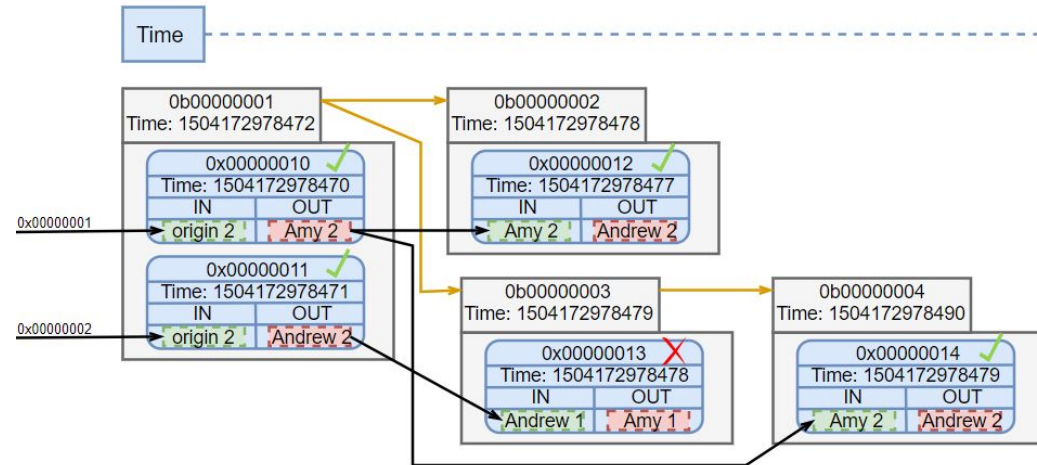 Time
0b00000001
Time: 1504172978472
0b00000002
Time: 1504172978478
0x00000010
Time: 1504172978470
IN OUT
origin 2 Amy 2
0x00000012
Time: 1504172978477
IN OUT
Amy 2 Andrew 2
0x00000001
0x00000011
Time: 1504172978471
IN OUT
origin 2 Andrew 2
0x00000002
0b00000003
Time: 1504172978479
0b00000004
Time: 1504172978490
0x00000013
Time: 1504172978478
IN OUT
Andrew 1 Amy 1
0x00000014
Time: 1504172978479
IN OUT
Amy 2 Andrew 2